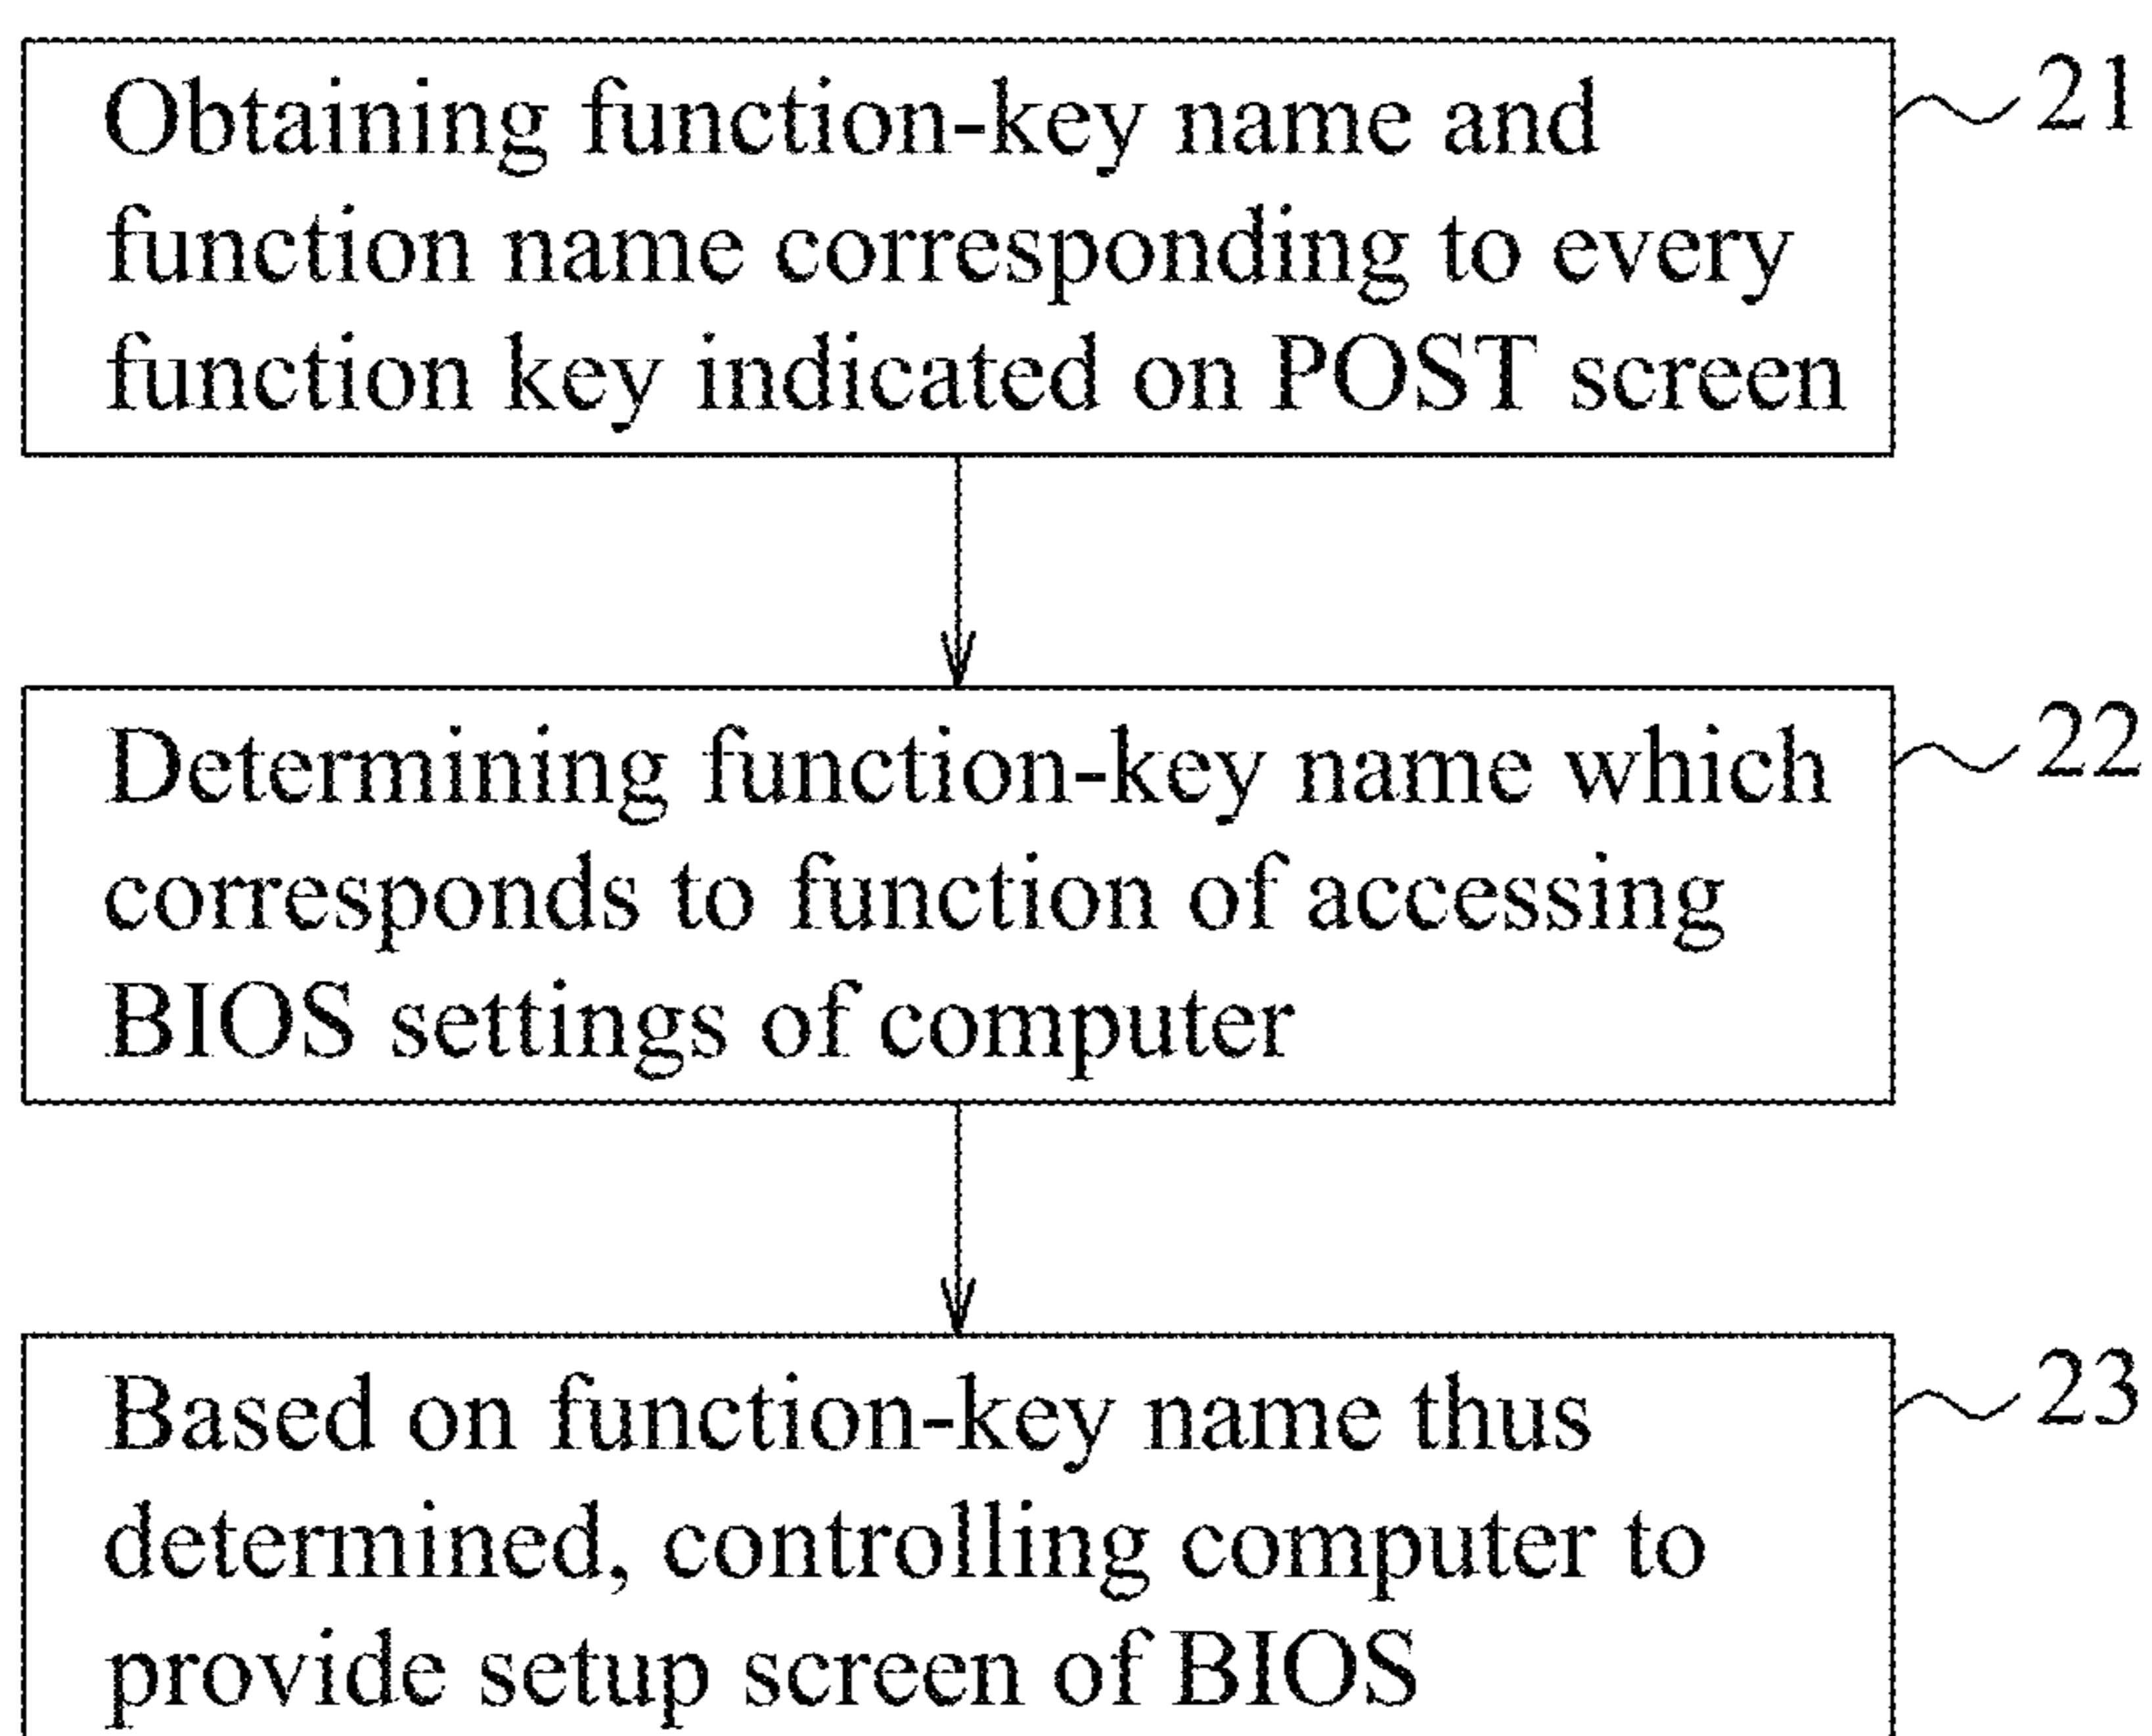 Obtaining function-key name and
function name corresponding to every
function key indicated on POST screen
21
Determining function-key name which
corresponds to function of accessing
BIOS settings of computer
22
Based on function-key name thus
determined, controlling computer to
provide setup screen of BIOS
23